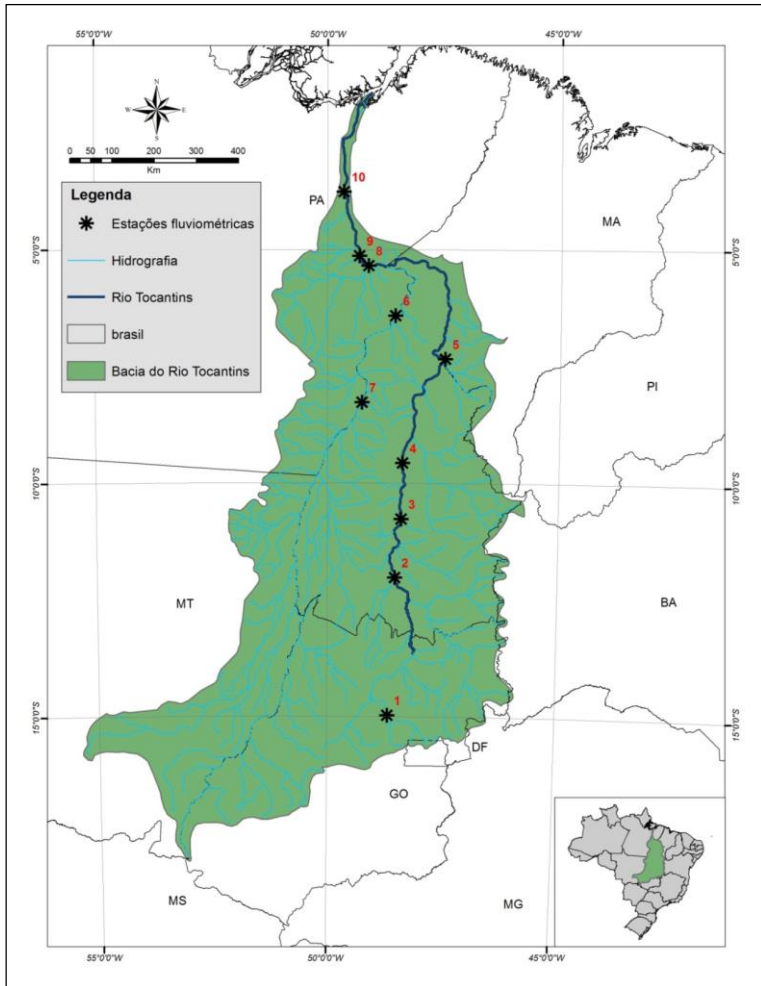 55°0'0"W 50°0'0"W 45°0'0"W
N
W E
S
0 50 100 200 300 400
Km
Legenda
Estações fluviométricas
Hidrografia
Rio Tocantins
brasil
Bacia do Rio Tocantins
10
PA
MA
5°0'0"S
9
8
5°0'0"S
6
5
7
PI
4
10°0'0"S
10°0'0"S
3
2
MT
BA
1
15°0'0"S
15°0'0"S
DF
GO
MS
MG
55°0'0"W 50°0'0"W 45°0'0"W